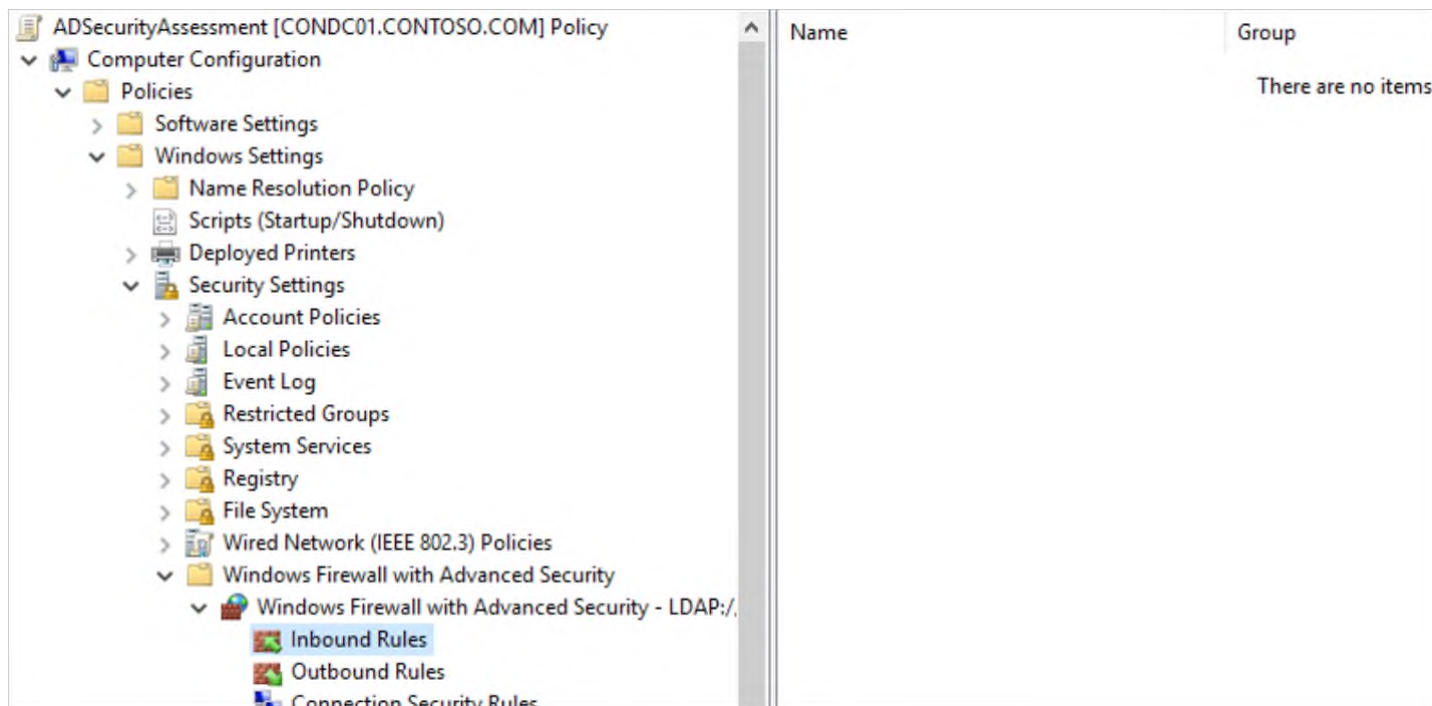 ADSecurityAssessment [CONDC01.CONTOSO.COM] Policy
Computer Configuration
Policies
Software Settings
Windows Settings
Name Resolution Policy
Scripts (Startup/Shutdown)
Deployed Printers
Security Settings
Account Policies
Local Policies
Event Log
Restricted Groups
System Services
Registry
File System
Wired Network (IEEE 802.3) Policies
Windows Firewall with Advanced Security
Windows Firewall with Advanced Security - LDAP:/
Inbound Rules
Outbound Rules
Connection Security Rules
Name Group
There are no items